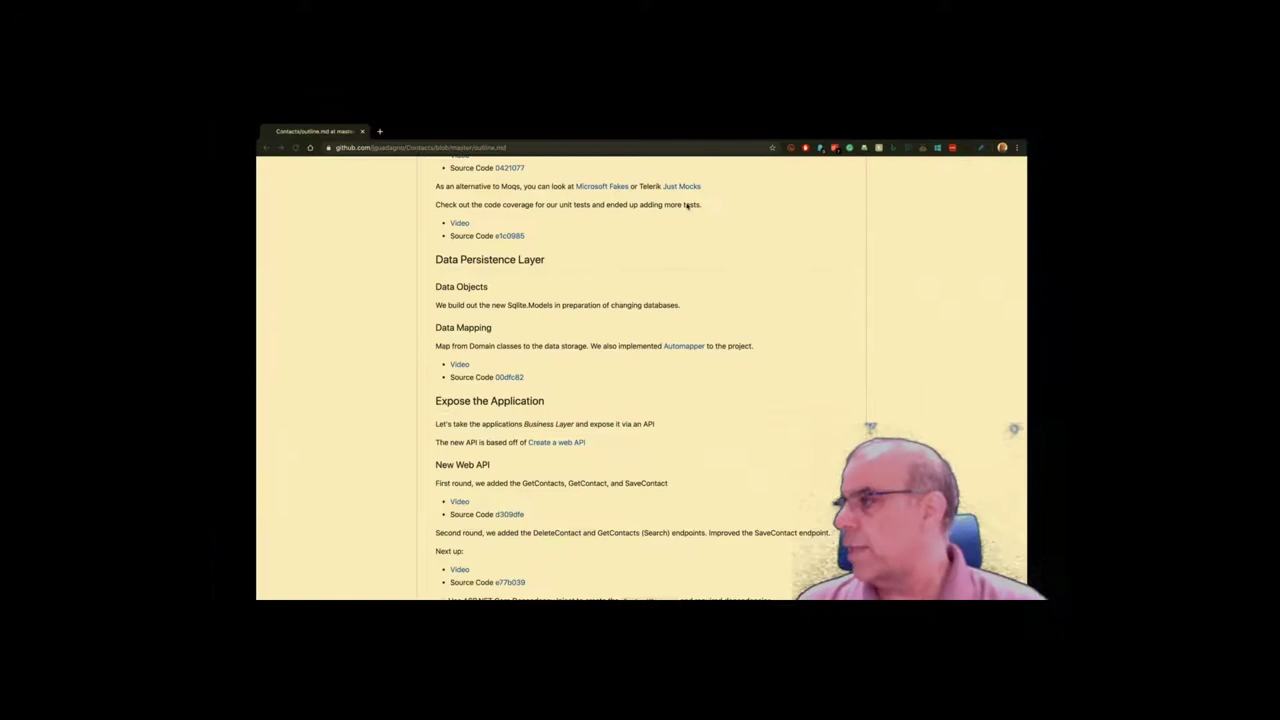 Contacts/outline.md at maste
github.com/jguadagno/Contacts/blob/master/outline.md
Video
Source Code 0421077
As an alternative to Moqs, you can look at Microsoft Fakes or Telerik Just Mocks
Check out the code coverage for our unit tests and ended up adding more tests.
Video
Source Code e1c0985
Data Persistence Layer
Data Objects
We build out the new Sqlite.Models in preparation of changing databases.
Data Mapping
Map from Domain classes to the data storage. We also implemented Automapper to the project.
Video
Source Code 00dfc82
Expose the Application
Let's take the applications Business Layer and expose it via an API
The new API is based off of Create a web API
New Web API
First round, we added the GetContacts, GetContact, and SaveContact
Video
Source Code d309dfe
Second round, we added the DeleteContact and GetContacts (Search) endpoints. Improved the SaveContact endpoint.
Next up:
Video
Source Code e77b039